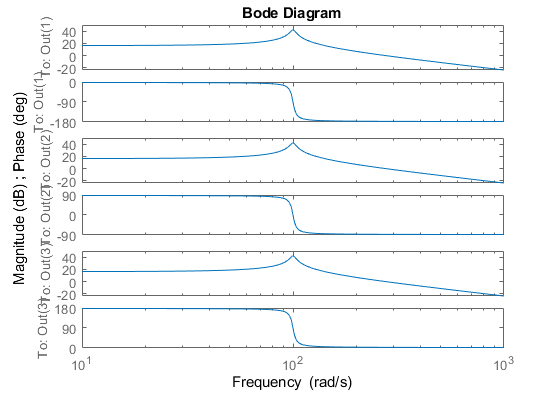 Bode Diagram
To: Out(1)
40
20
0
-20
To: Out(1)
0
-90
-180
To: Out(2)
40
20
0
-20
To: Out(2)
90
0
-90
To: Out(3)
40
20
0
-20
To: Out(3)
180
90
0
Magnitude (dB) ; Phase (deg)
10^1
10^2
10^3
Frequency (rad/s)